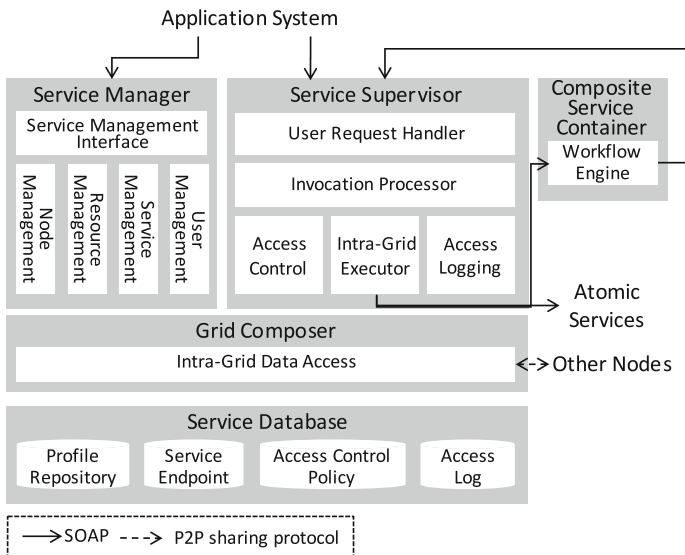 Application System
Service Manager
Service Management
Interface
Node
Management
Resource
Management
Service
Management
User
Management
Service Supervisor
User Request Handler
Invocation Processor
Access
Control
Intra-Grid
Executor
Access
Logging
Composite
Service
Container
Workflow
Engine
Atomic
Services
Grid Composer
Intra-Grid Data Access
Other Nodes
Service Database
Profile
Repository
Service
Endpoint
Access Control
Policy
Access
Log
SOAP
P2P sharing protocol